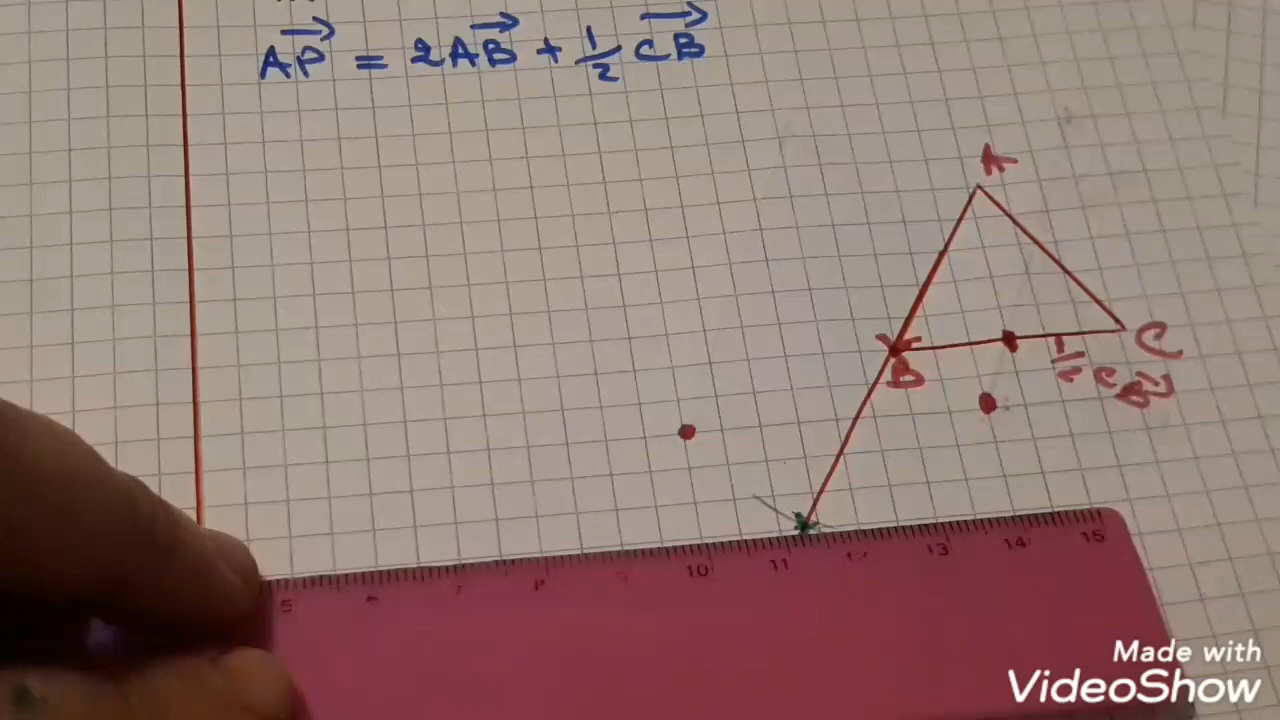 AP = 2AB + 1/2 CB
A
C
B
1/2 CB
5 6 7 8 9 10 11 12 13 14 15
Made with
VideoShow